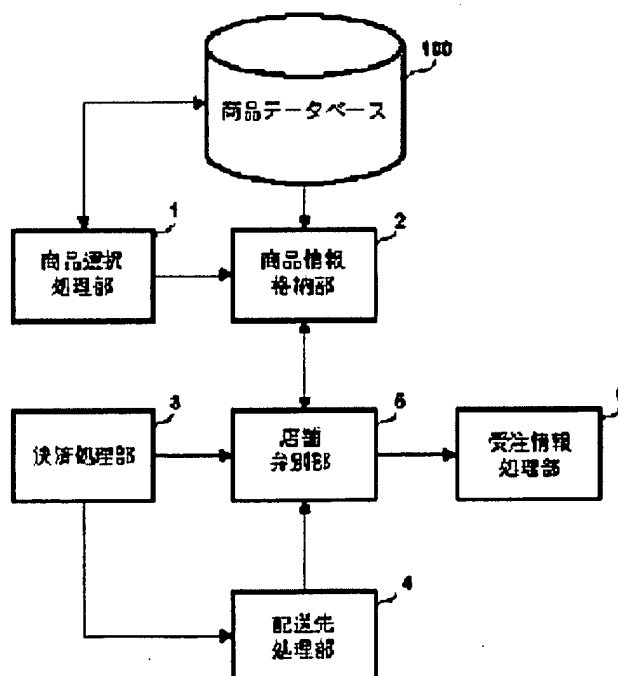 100
商品データベース
1
商品選択
処理部
2
商品情報
格納部
3
決済処理部
5
店舗
弁別部
受注情報
処理部
4
配送先
処理部